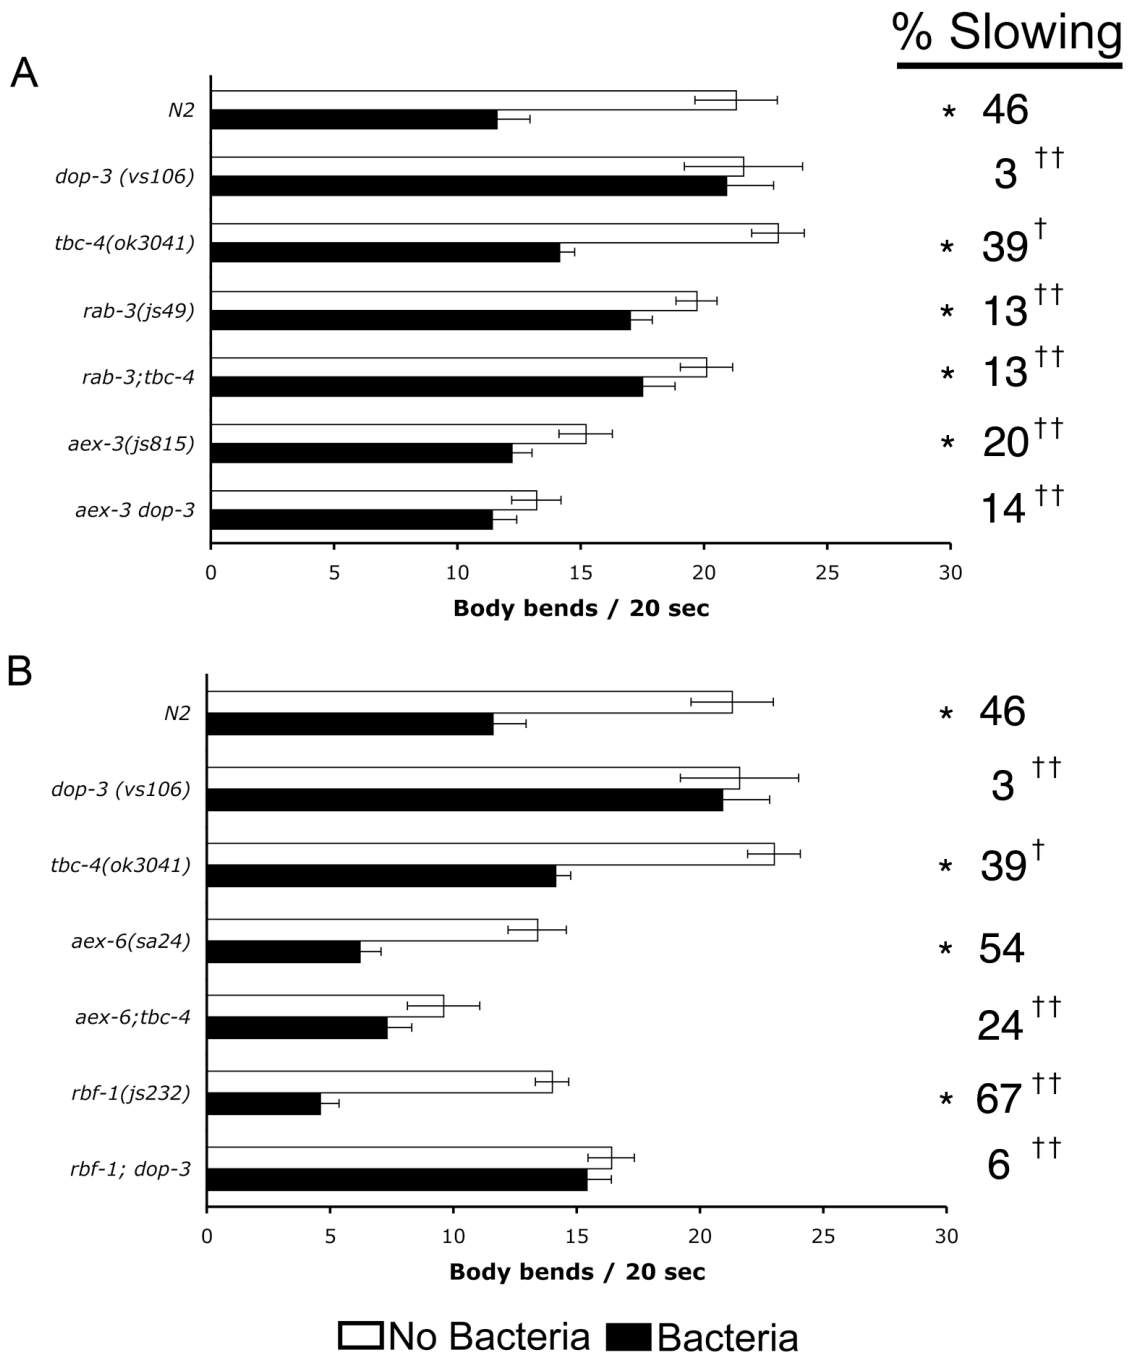 % Slowing
A
N2 * 46
dop-3 (vs106) 3 ††
tbc-4(ok3041) * 39 †
rab-3(js49) * 13 ††
rab-3;tbc-4 * 13 ††
aex-3(js815) * 20 ††
aex-3 dop-3 14 ††
0 5 10 15 20 25 30
Body bends / 20 sec
B
N2 * 46
dop-3 (vs106) 3 ††
tbc-4(ok3041) * 39 †
aex-6(sa24) * 54
aex-6;tbc-4 24 ††
rbf-1(js232) * 67 ††
rbf-1; dop-3 6 ††
0 5 10 15 20 25 30
Body bends / 20 sec
No Bacteria Bacteria